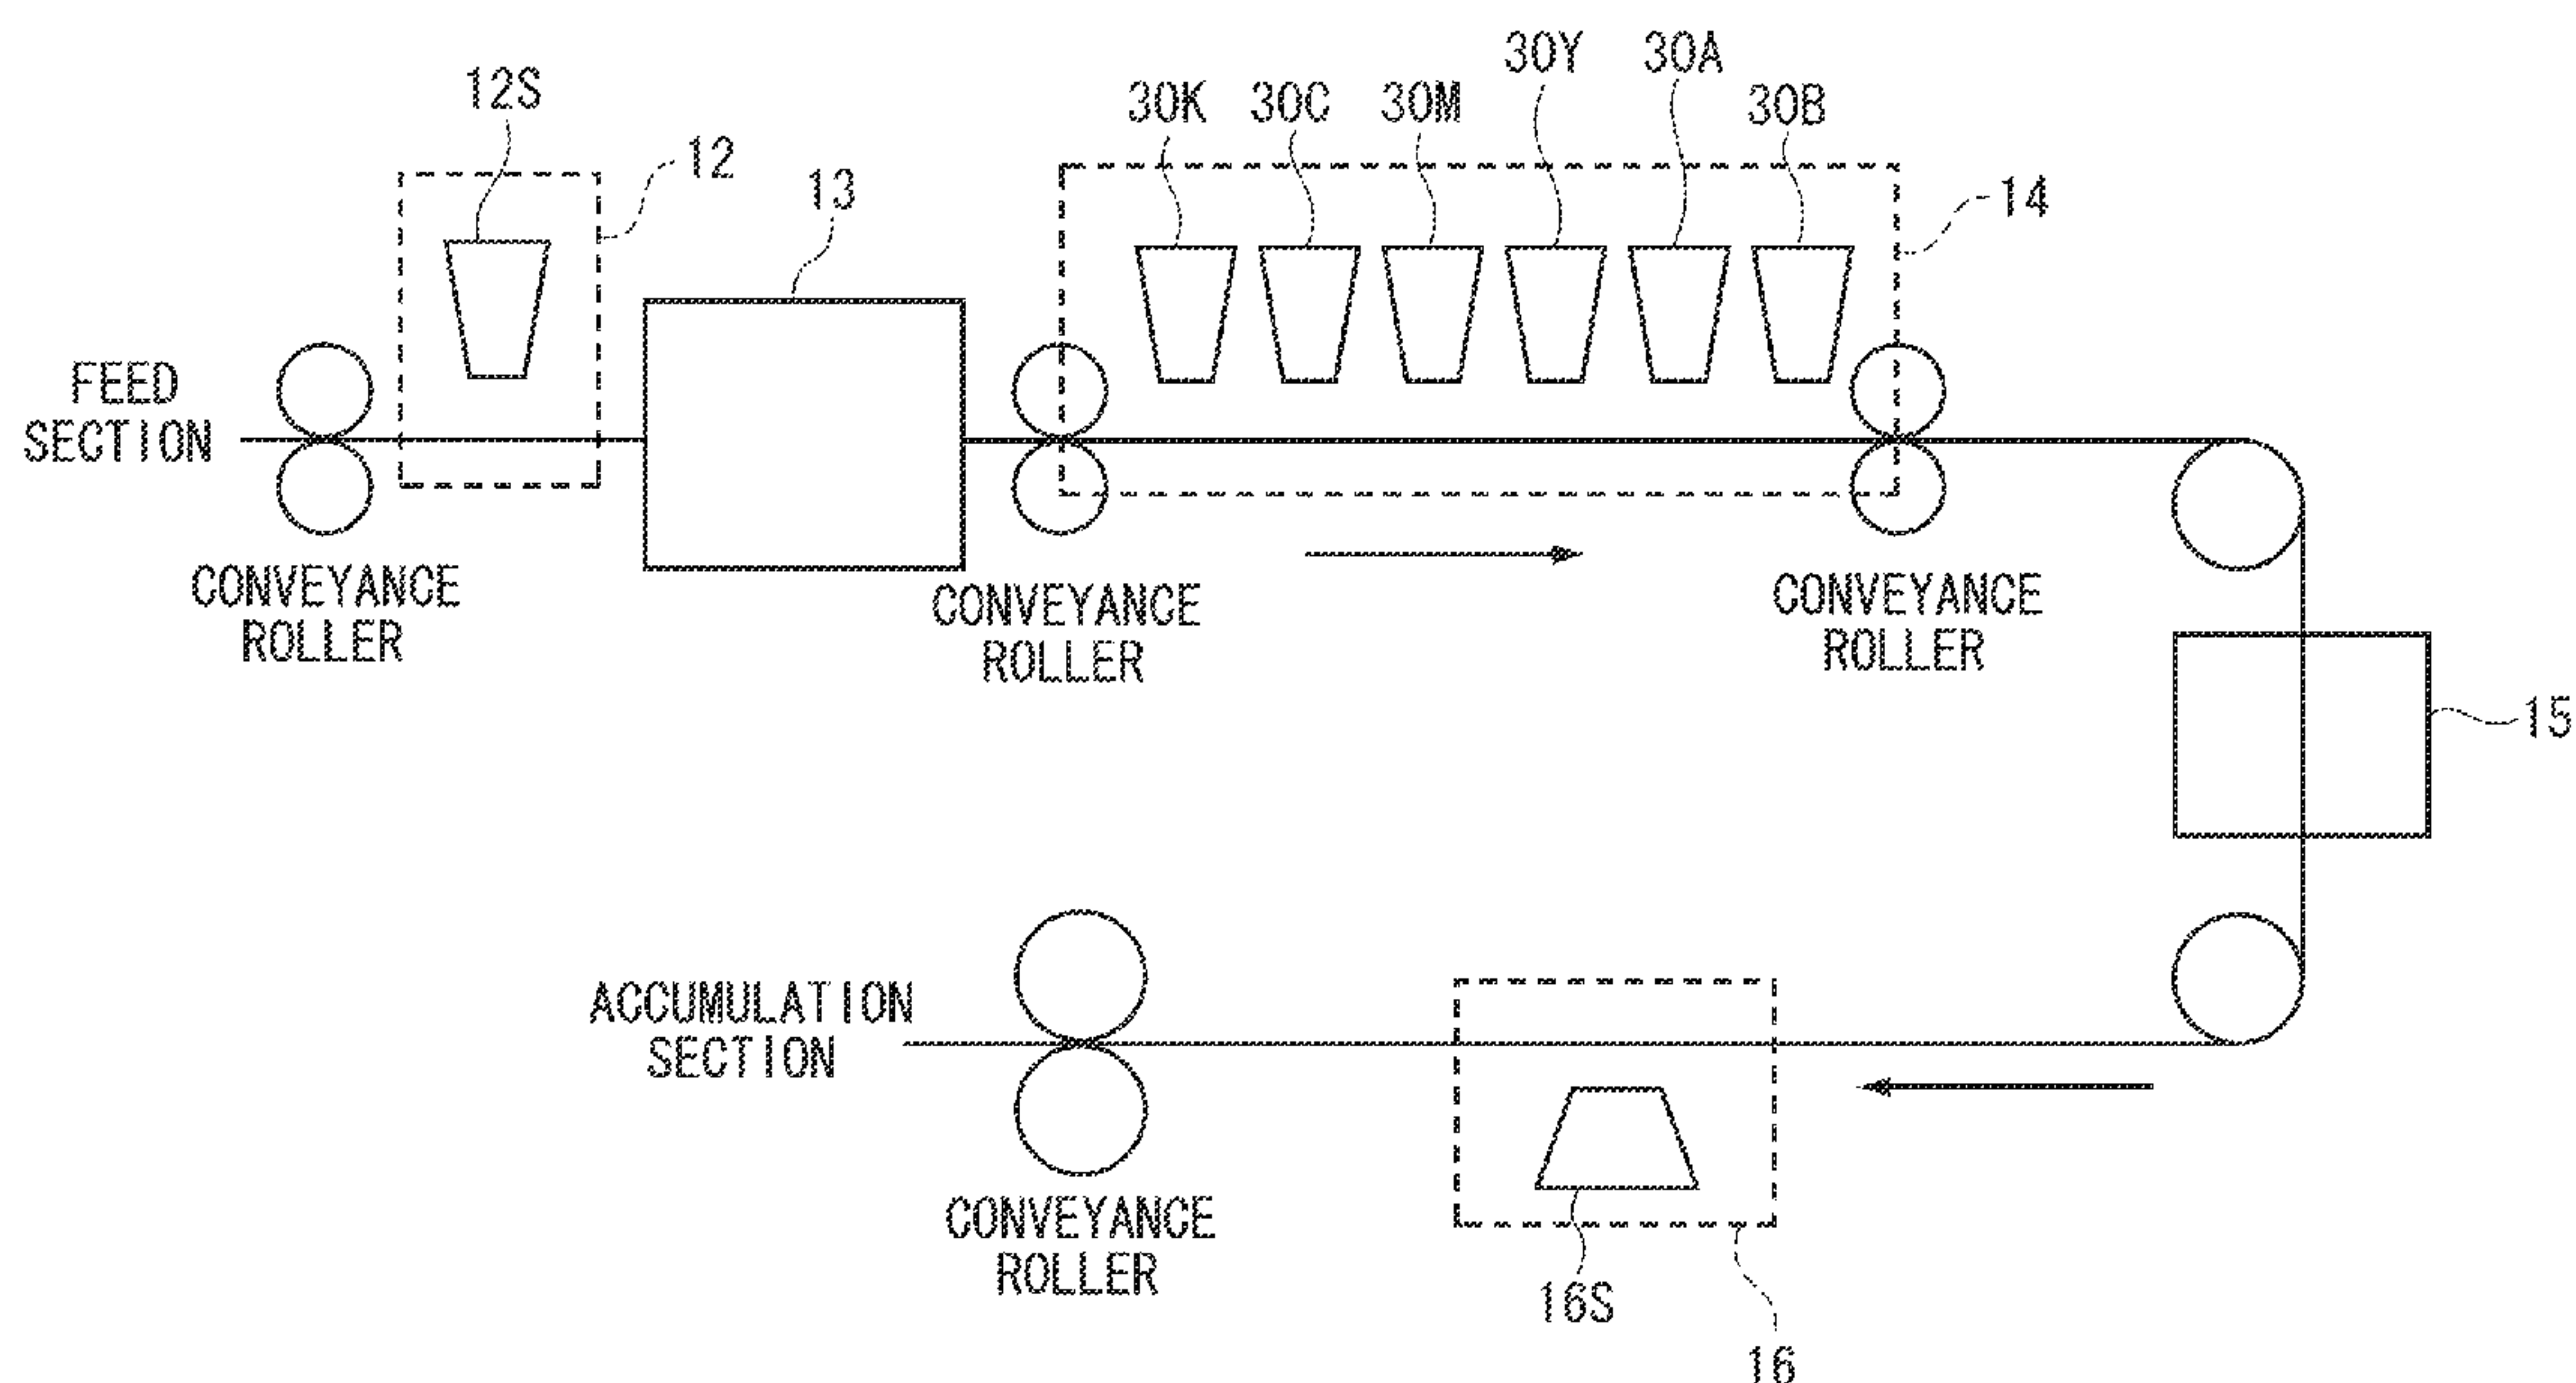 30Y 30A
12S
30K 30C 30M 30B
12
13
14
FEED
SECTION
CONVEYANCE
ROLLER
CONVEYANCE
ROLLER
CONVEYANCE
ROLLER
15
ACCUMULATION
SECTION
CONVEYANCE
ROLLER
16S
16